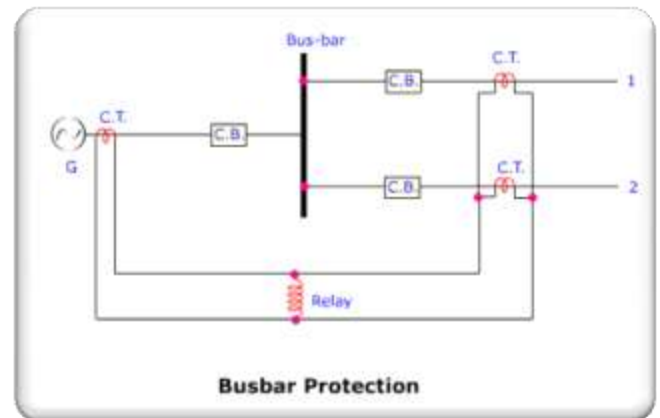 Bus-bar
C.T.
C.B.
1
C.T.
C.B.
G
C.T.
C.B.
2
Relay
Busbar Protection